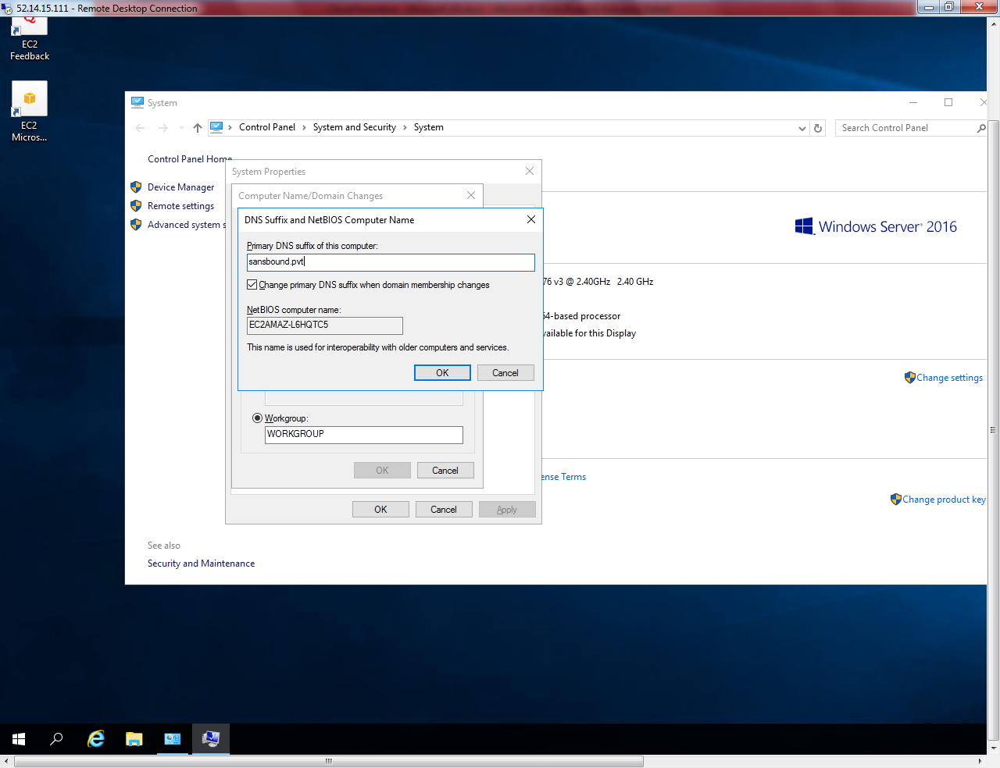 52.14.15.111 - Remote Desktop Connection
EC2
Feedback
EC2
Micros...
System
Control Panel
System and Security
System
Search Control Panel
Control Panel Home
Device Manager
Remote settings
Advanced system s
System Properties
Computer Name/Domain Changes
DNS Suffix and NetBIOS Computer Name
Primary DNS suffix of this computer:
sansbound.pvt
Change primary DNS suffix when domain membership changes
NetBIOS computer name:
EC2AMAZ-L6HQTC5
This name is used for interoperability with older computers and services.
OK Cancel
Workgroup:
WORKGROUP
OK Cancel
OK Cancel Apply
Windows Server® 2016
76 v3 @ 2.40GHz 2.40 GHz
64-based processor
vailable for this Display
Change settings
ense Terms
Change product key
See also
Security and Maintenance